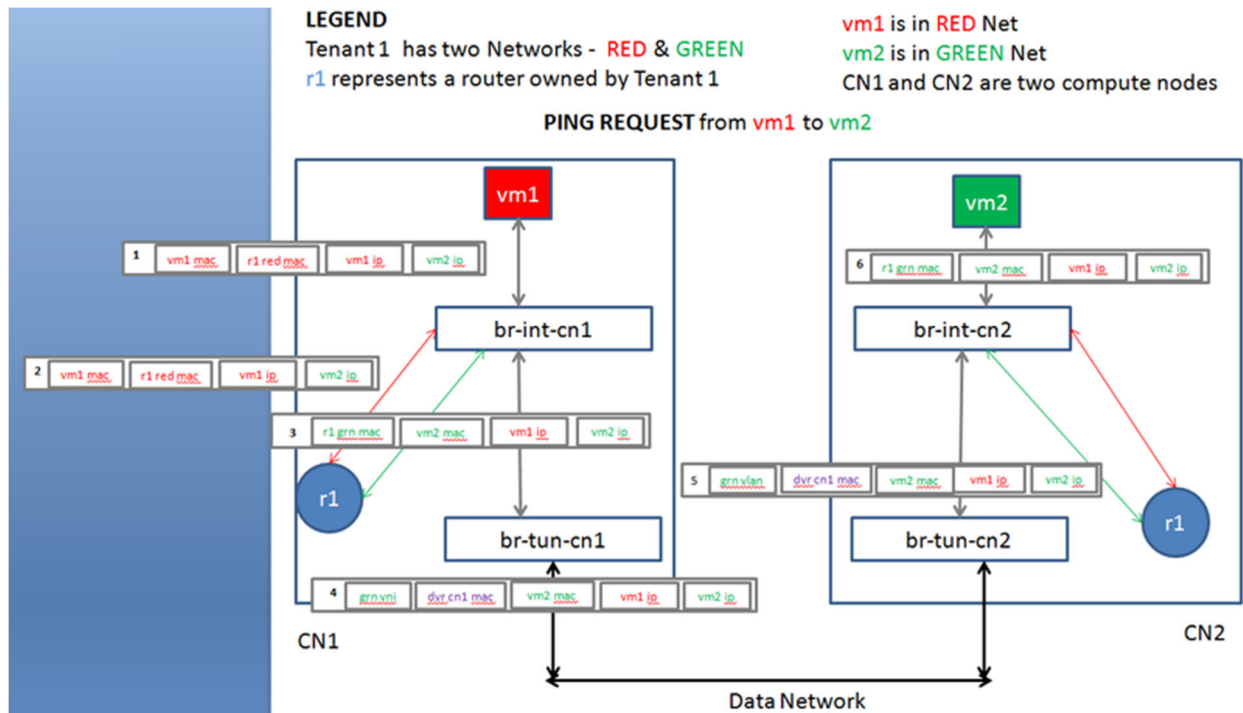 LEGEND
Tenant 1 has two Networks - RED & GREEN
r1 represents a router owned by Tenant 1
vm1 is in RED Net
vm2 is in GREEN Net
CN1 and CN2 are two compute nodes
PING REQUEST from vm1 to vm2
vm1
vm2
1 vm1 mac r1 red mac vm1 ip vm2 ip
6 r1 grn mac vm2 mac vm1 ip vm2 ip
br-int-cn1
br-int-cn2
2 vm1 mac r1 red mac vm1 ip vm2 ip
3 r1 grn mac vm2 mac vm1 ip vm2 ip
5 grn vlan dvr cn1 mac vm2 mac vm1 ip vm2 ip
r1
r1
br-tun-cn1
br-tun-cn2
4 grn vni dvr cn1 mac vm2 mac vm1 ip vm2 ip
CN1
CN2
Data Network